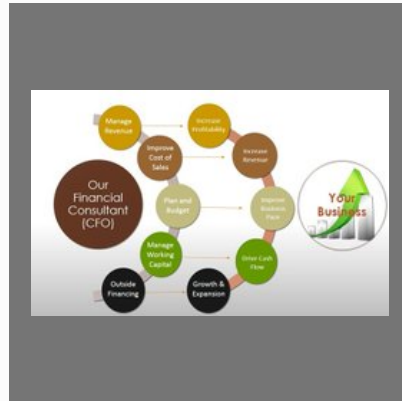 Manage
Revenue
Increase
Profitability
Improve
Cost of
Sales
Increase
Revenue
Our
Financial
Consultant
(CFO)
Plan and
Budget
Improve
Business
Pace
Your
Business
Manage
Working
Capital
Drive Cash
Flow
Outside
Financing
Growth &
Expansion